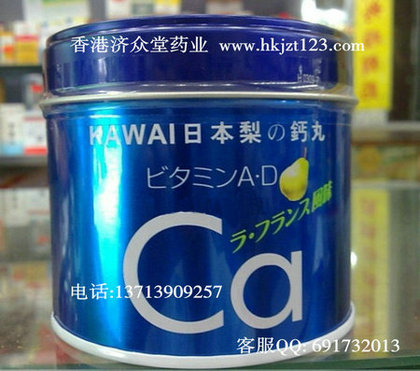 香港济众堂药业 www.hkjzt123.com
KAWAI日本梨の鈣丸
ビタミンA・D
ラ・フランス風味
Ca
电话:13713909257
客服QQ: 691732013